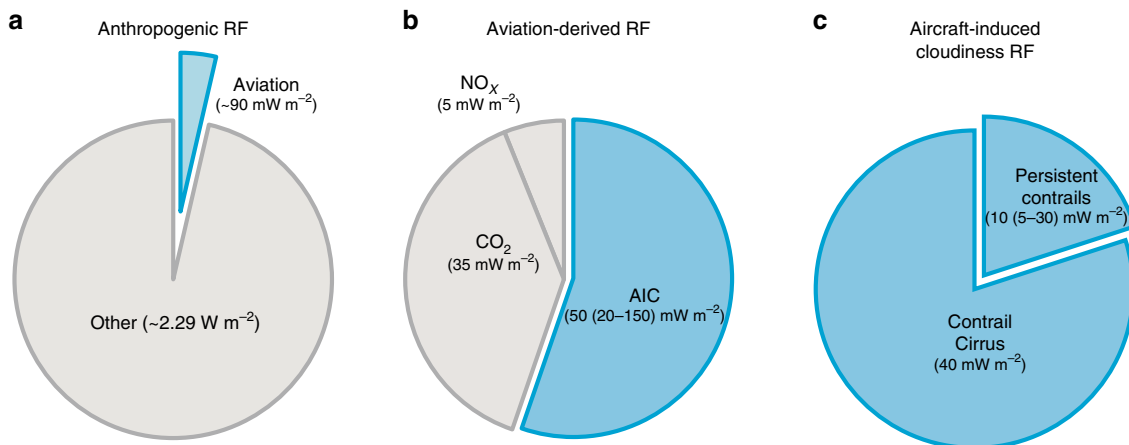 a
Anthropogenic RF
Aviation
(~90 mW m⁻²)
Other (~2.29 W m⁻²)
b
Aviation-derived RF
NOX
(5 mW m⁻²)
CO₂
(35 mW m⁻²)
AIC
(50 (20–150) mW m⁻²)
c
Aircraft-induced
cloudiness RF
Persistent
contrails
(10 (5–30) mW m⁻²)
Contrail
Cirrus
(40 mW m⁻²)